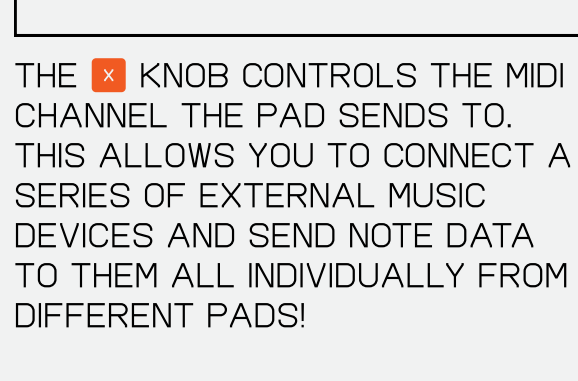 THE X KNOB CONTROLS THE MIDI
CHANNEL THE PAD SENDS TO.
THIS ALLOWS YOU TO CONNECT A
SERIES OF EXTERNAL MUSIC
DEVICES AND SEND NOTE DATA
TO THEM ALL INDIVIDUALLY FROM
DIFFERENT PADS!